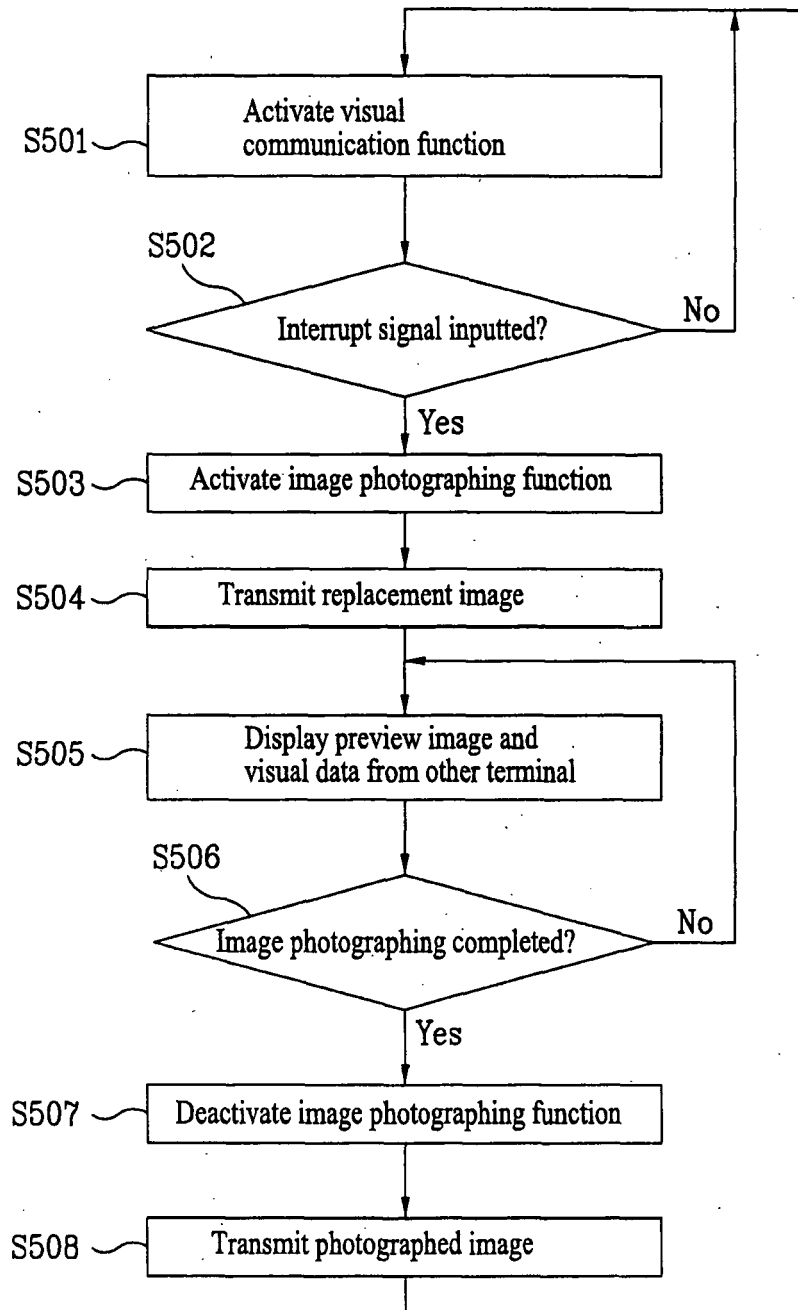 S501
Activate visual
communication function
S502
Interrupt signal inputted?
No
Yes
S503
Activate image photographing function
S504
Transmit replacement image
S505
Display preview image and
visual data from other terminal
S506
Image photographing completed?
No
Yes
S507
Deactivate image photographing function
S508
Transmit photographed image